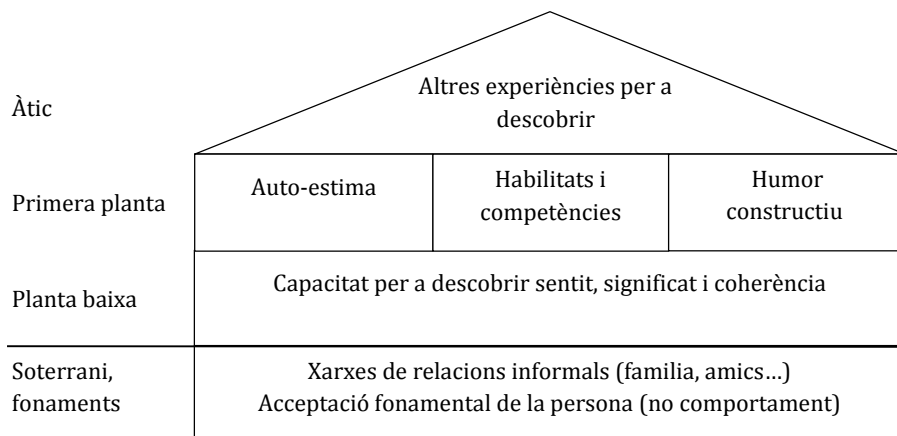 Àtic
Altres experiències per a
descobrir
Primera planta
Auto-estima
Habilitats i
competències
Humor
constructiu
Planta baixa
Capacitat per a descobrir sentit, significat i coherència
Soterrani,
fonaments
Xarxes de relacions informals (familia, amics…)
Acceptació fonamental de la persona (no comportament)